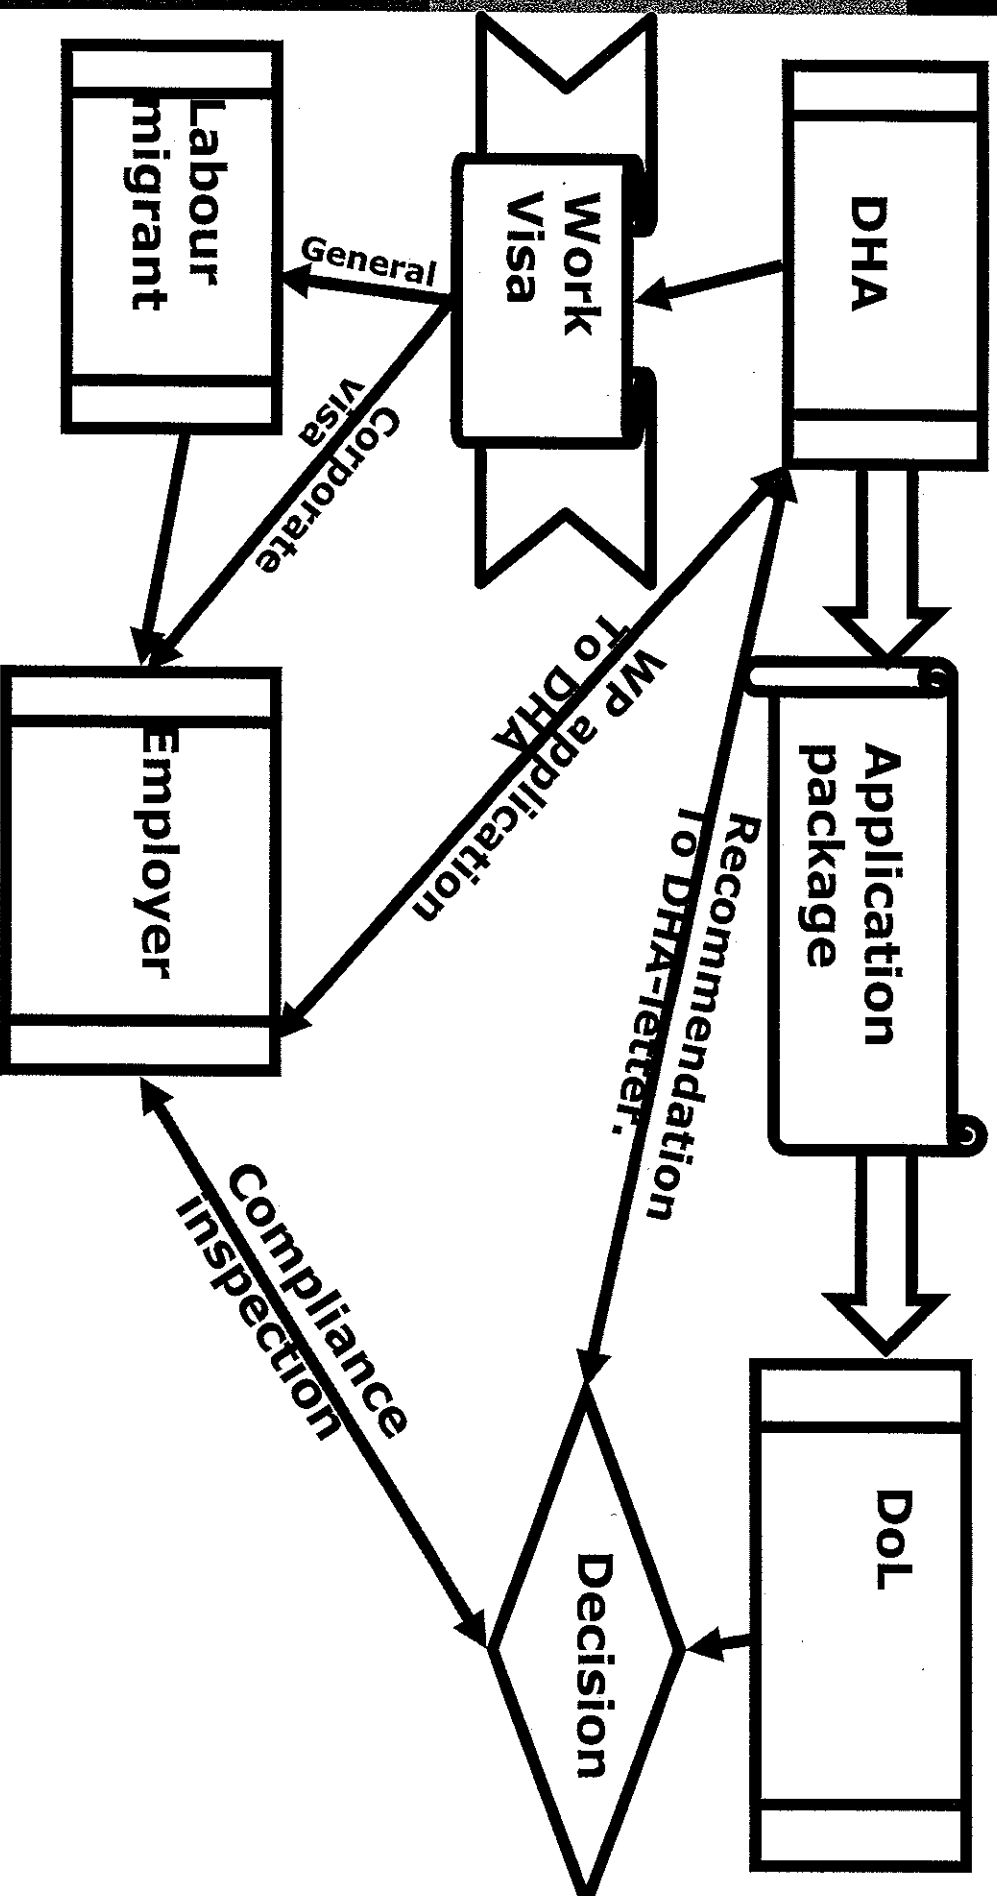 DHA
Application
package
DoL
Work
Visa
Recommendation
To DHA-letter.
WP application
To DHA
Decision
General
Corporate
visa
Labour
migrant
Employer
Compliance
inspection